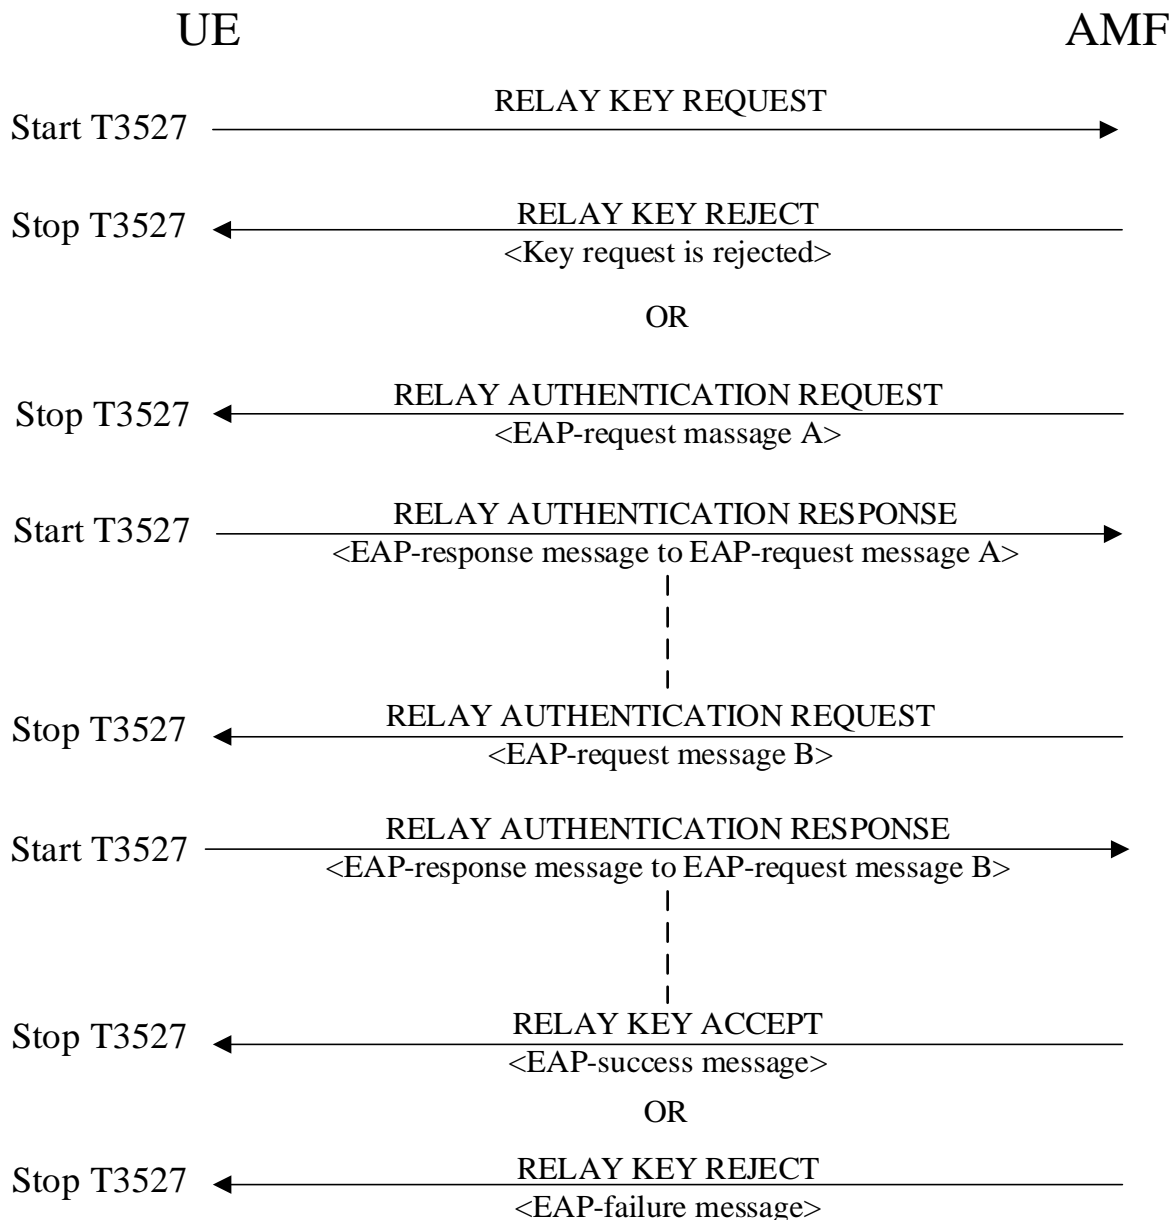 UE AMF
RELAY KEY REQUEST
Start T3527
RELAY KEY REJECT
Stop T3527
<Key request is rejected>
OR
RELAY AUTHENTICATION REQUEST
Stop T3527
<EAP-request massage A>
RELAY AUTHENTICATION RESPONSE
Start T3527
<EAP-response message to EAP-request message A>
RELAY AUTHENTICATION REQUEST
Stop T3527
<EAP-request message B>
RELAY AUTHENTICATION RESPONSE
Start T3527
<EAP-response message to EAP-request message B>
RELAY KEY ACCEPT
Stop T3527
<EAP-success message>
OR
RELAY KEY REJECT
Stop T3527
<EAP-failure message>